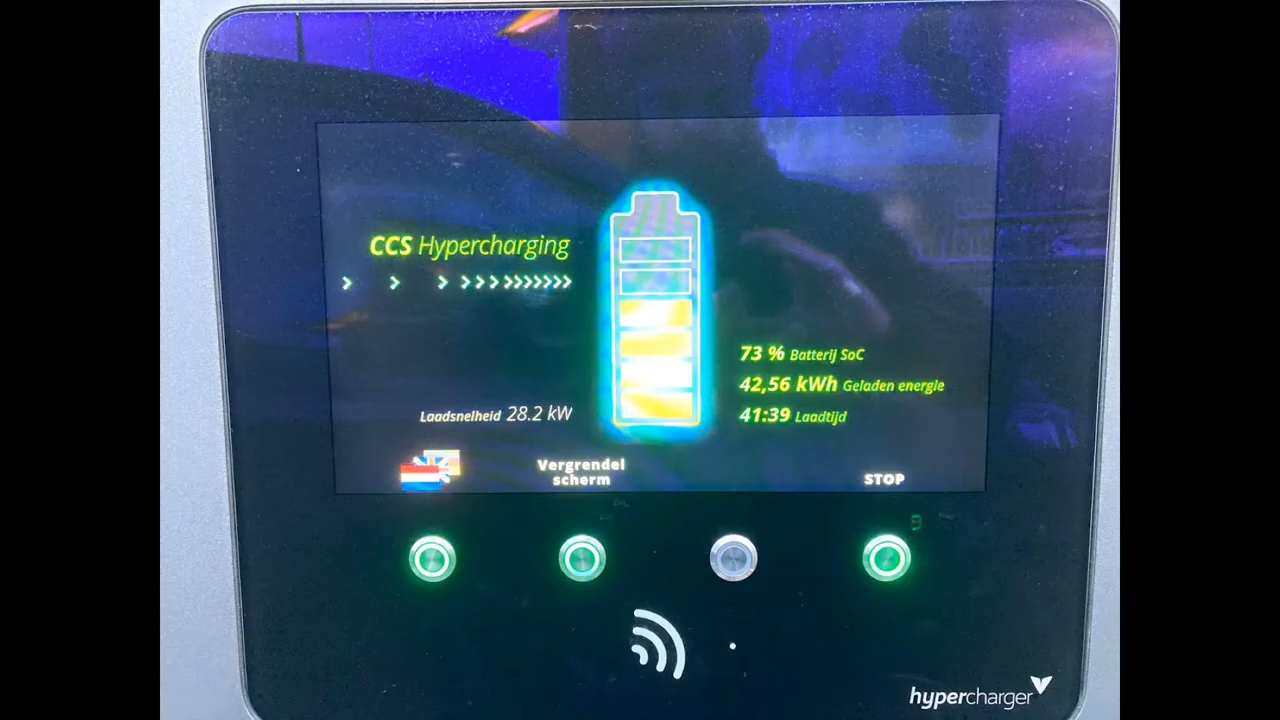 CCS Hypercharging
73 % Batterij SoC
42,56 kWh Geladen energie
Laadsnelheid 28.2 kW
41:39 Laadtijd
Vergrendel
scherm
STOP
hypercharger